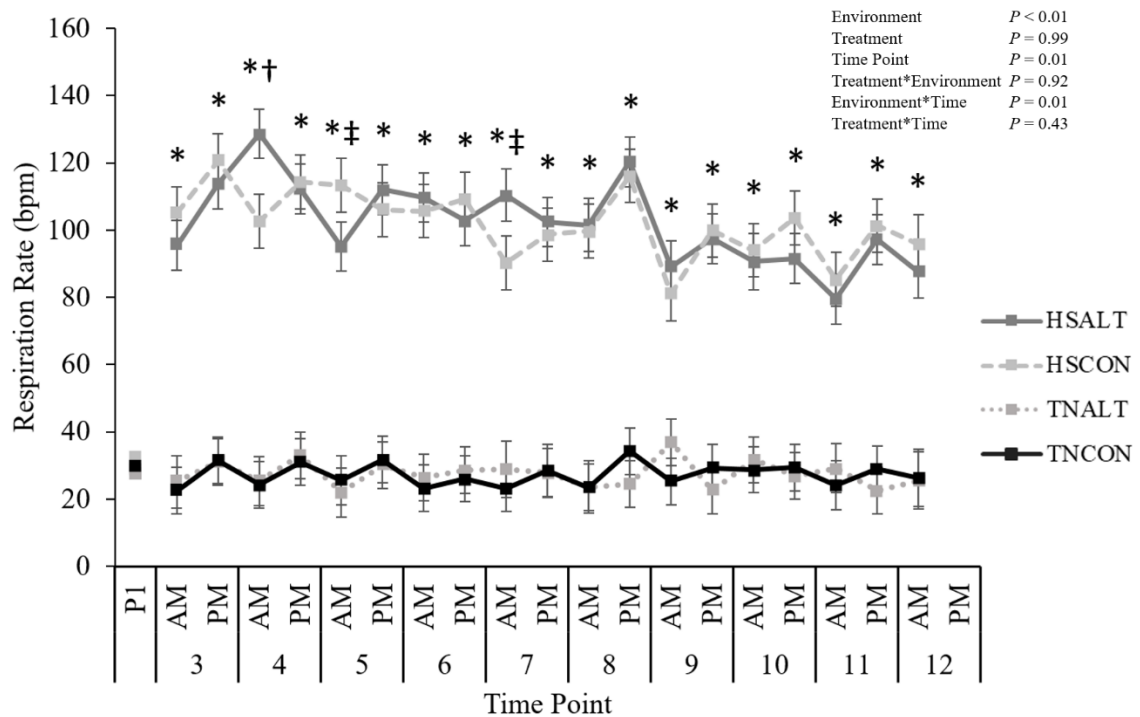 Environment P < 0.01
Treatment P = 0.99
Time Point P = 0.01
Treatment*Environment P = 0.92
Environment*Time P = 0.01
Treatment*Time P = 0.43
Respiration Rate (bpm)
160
140
120
100
80
60
40
20
0
* * *† * *‡ * * * *‡ * * * * * * * * * *
HSALT
HSCON
TNALT
TNCON
P1 AM PM AM PM AM PM AM PM AM PM AM PM AM PM AM PM AM PM AM PM
3 4 5 6 7 8 9 10 11 12
Time Point